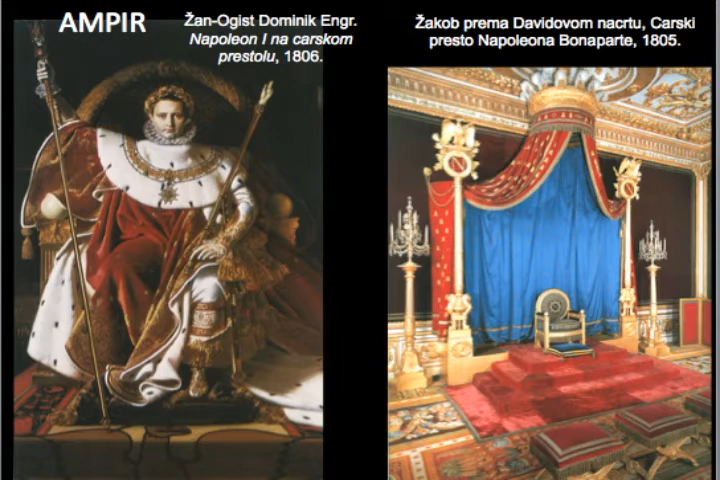 AMPIR
Žan-Ogist Dominik Engr.
Napoleon I na carskom
prestolu, 1806.
Žakob prema Davidovom nacrtu, Carski
presto Napoleona Bonaparte, 1805.
N